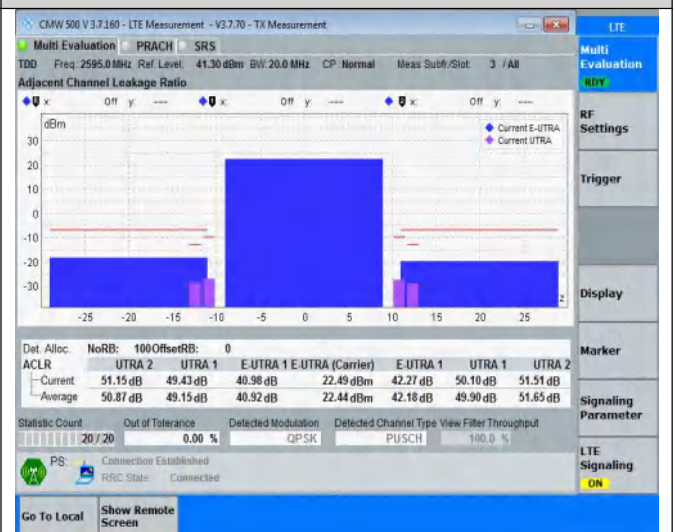 CMW 500 V 3.7.160 - LTE Measurement - V3.7.70 - TX Measurement
LTE
Multi Evaluation PRACH SRS
Multi Evaluation
RDY
TDD Freq: 2595.0 MHz Ref. Level: 41.30 dBm BW: 20.0 MHz CP: Normal Meas Subfr./Slot: 3 / All
Adjacent Channel Leakage Ratio
x: Off y: --- x: Off y: --- x: Off y: ---
RF Settings
dBm
Current E-UTRA
Current UTRA
30
20
10
0
-10
-20
-30
Trigger
z
-25 -20 -15 -10 -5 0 5 10 15 20 25
Display
Det. Alloc. NoRB: 100 OffsetRB: 0
Marker
ACLR UTRA 2 UTRA 1 E-UTRA 1 E-UTRA (Carrier) E-UTRA 1 UTRA 1 UTRA 2
Current 51.15 dB 49.43 dB 40.98 dB 22.49 dBm 42.27 dB 50.10 dB 51.51 dB
Average 50.87 dB 49.15 dB 40.92 dB 22.44 dBm 42.18 dB 49.90 dB 51.65 dB
Signaling Parameter
Statistic Count Out of Tolerance Detected Modulation Detected Channel Type View Filter Throughput
20 / 20 0.00 % QPSK PUSCH 100.0 %
PS: Connection Established
RRC State: Connected
LTE Signaling
ON
Go To Local
Show Remote Screen